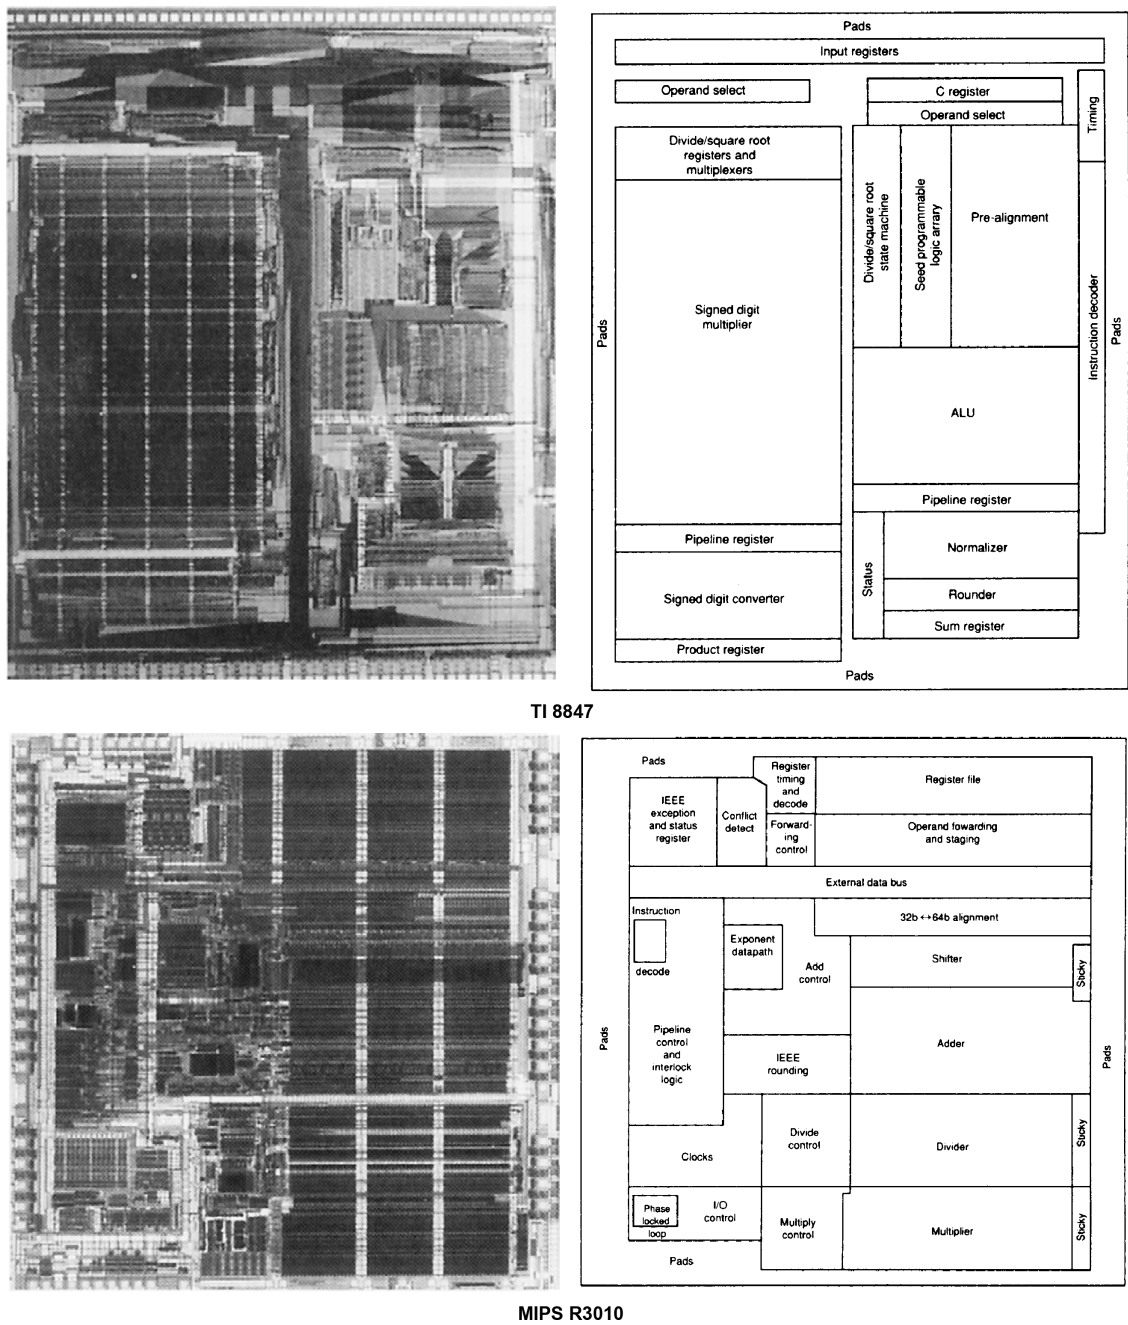 Pads
Input registers
Operand select
C register
Operand select
Timing
Divide/square root
registers and
multiplexers
Divide/square root
state machine
Seed programmable
logic arrary
Pre-alignment
Signed digit
multiplier
Pads
Instruction decoder
Pads
ALU
Pipeline register
Pipeline register
Normalizer
Status
Signed digit converter
Rounder
Sum register
Product register
Pads
TI 8847
Pads
Register
timing
and
decode
Register file
IEEE
exception
and status
register
Conflict
detect
Forward-
ing
control
Operand fowarding
and staging
External data bus
Instruction
decode
32b ↔64b alignment
Exponent
datapath
Add
control
Shifter
Sticky
Pads
Pipeline
control
and
interlock
logic
IEEE
rounding
Adder
Pads
Clocks
Divide
control
Divider
Sticky
Phase
locked
loop
I/O
control
Multiply
control
Multiplier
Sticky
Pads
MIPS R3010